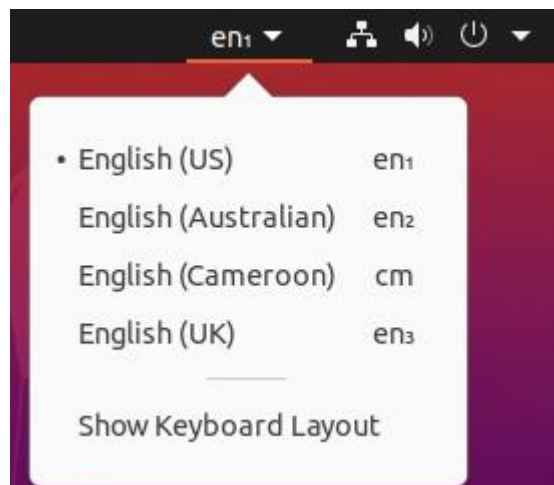 en₁
English (US) en₁
English (Australian) en₂
English (Cameroon) cm
English (UK) en₃
Show Keyboard Layout